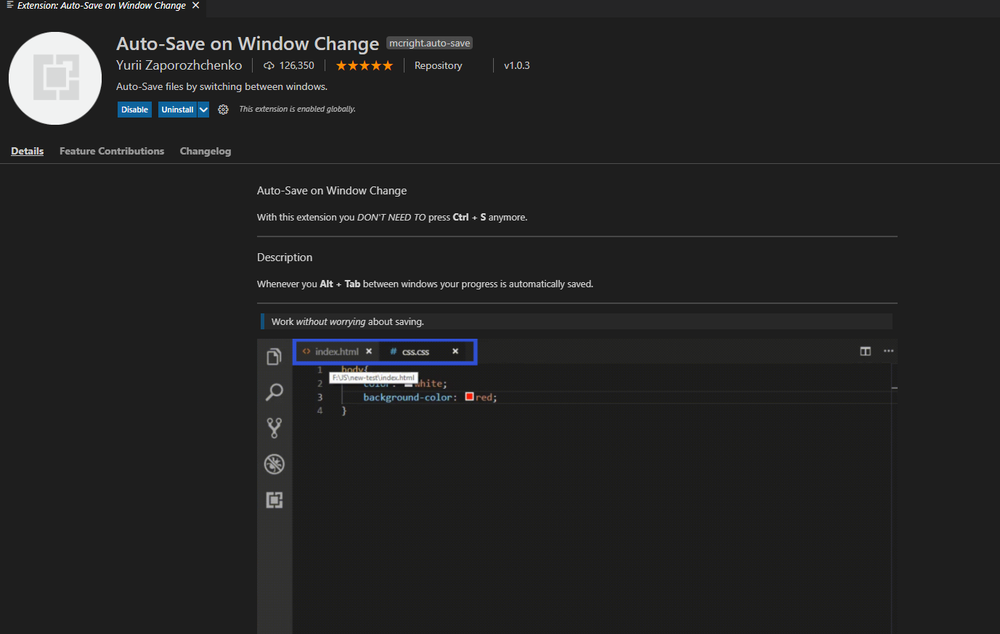 Extension: Auto-Save on Window Change
Auto-Save on Window Change mcright.auto-save
Yurii Zaporozhchenko 126,350 Repository v1.0.3
Auto-Save files by switching between windows.
Disable Uninstall This extension is enabled globally.
Details Feature Contributions Changelog
Auto-Save on Window Change
With this extension you DON'T NEED TO press Ctrl + S anymore.
Description
Whenever you Alt + Tab between windows your progress is automatically saved.
Work without worrying about saving.
index.html # css.css
1 body{
F:\JS\new-test\index.html
2 color: white;
3 background-color: red;
4 }